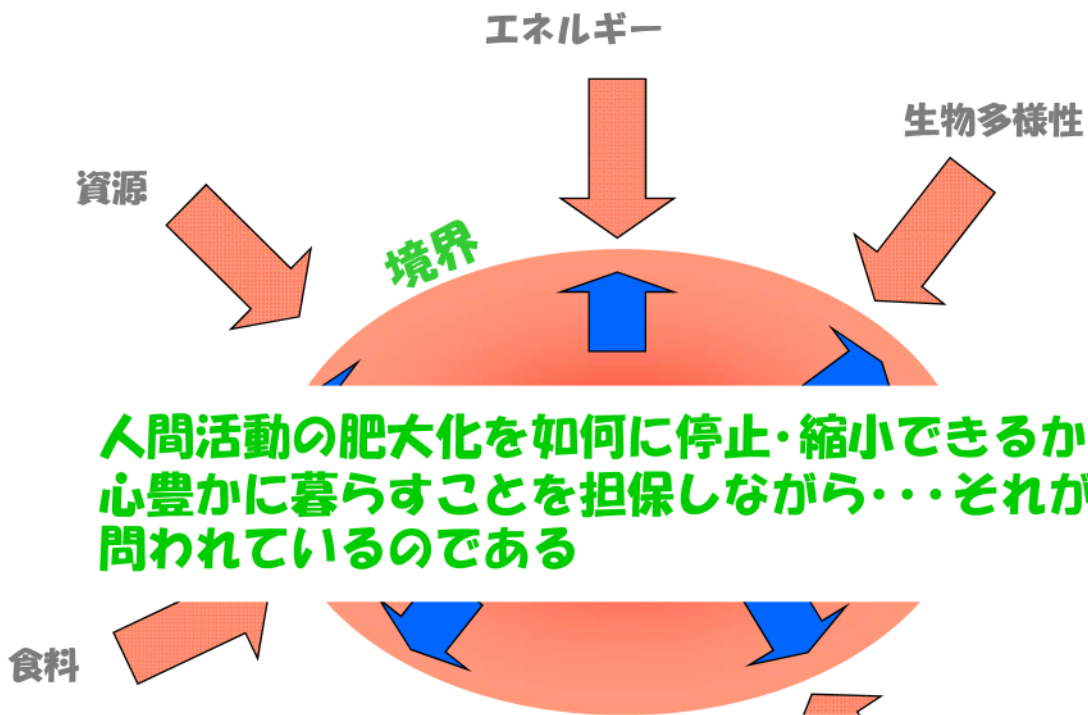 エネルギー
生物多様性
資源
境界
人間活動の肥大化を如何に停止・縮小できるか
心豊かに暮らすことを担保しながら・・・それが
問われているのである
食料